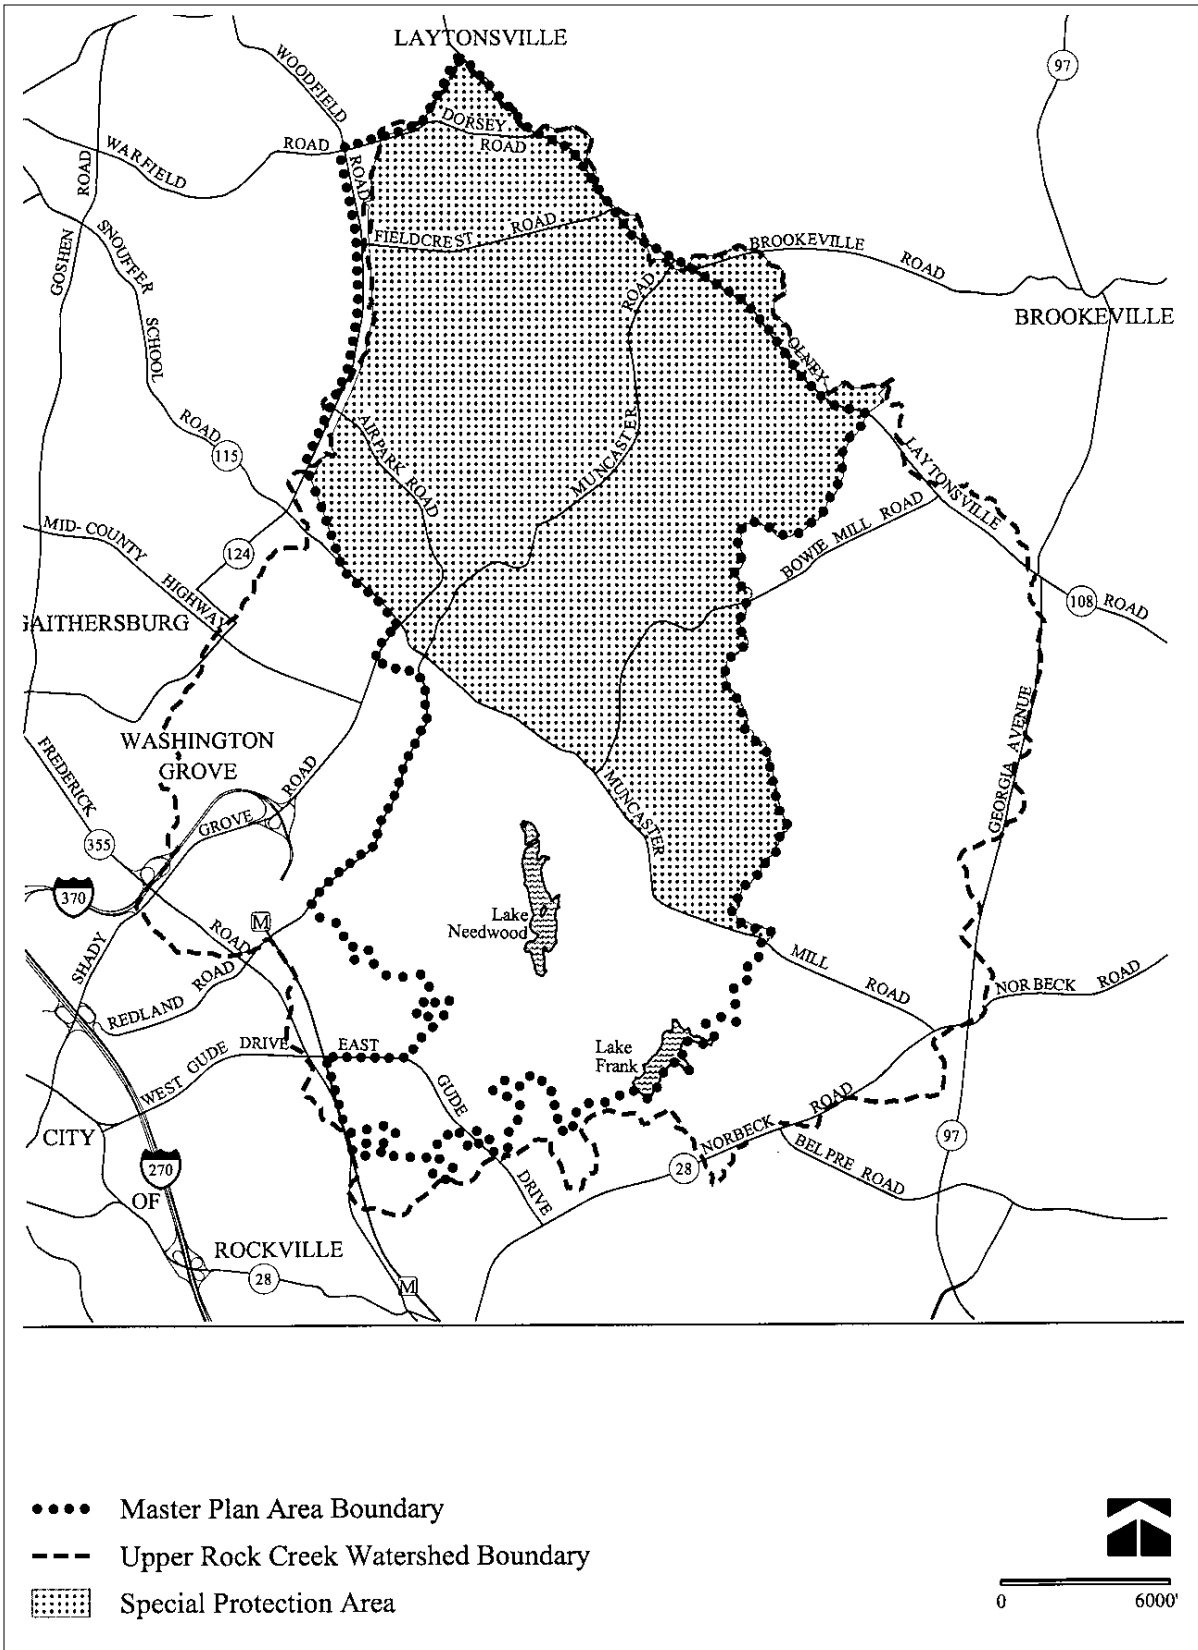 LAYTONSVILLE
97
WOODFIELD
ROAD
DORSEY
ROAD
ROAD
WARFIELD
GOSHEN
ROAD
SNOUFFER
SCHOOL
ROAD
115
FIELDCREST
ROAD
BROOKEVILLE
ROAD
BROOKEVILLE
ROAD
MUNCASTER
OLNEY
LAYTONSVILLE
108
ROAD
AIRPARK ROAD
BOWIE MILL ROAD
MID-COUNTY
HIGHWAY
124
GAITHERSBURG
WASHINGTON
GROVE
FREDERICK
355
ROAD
GROVE
SHADY
ROAD
370
MUNCASTER
MILL
ROAD
GEORGIA AVENUE
Lake
Needwood
M
REDLAND
ROAD
NORBECK
ROAD
WEST GUDE
DRIVE
EAST
GUDE
DRIVE
Lake
Frank
NORBECK
ROAD
28
BELPRE ROAD
97
CITY
OF
ROCKVILLE
270
28
M
Master Plan Area Boundary
Upper Rock Creek Watershed Boundary
Special Protection Area
0
6000'